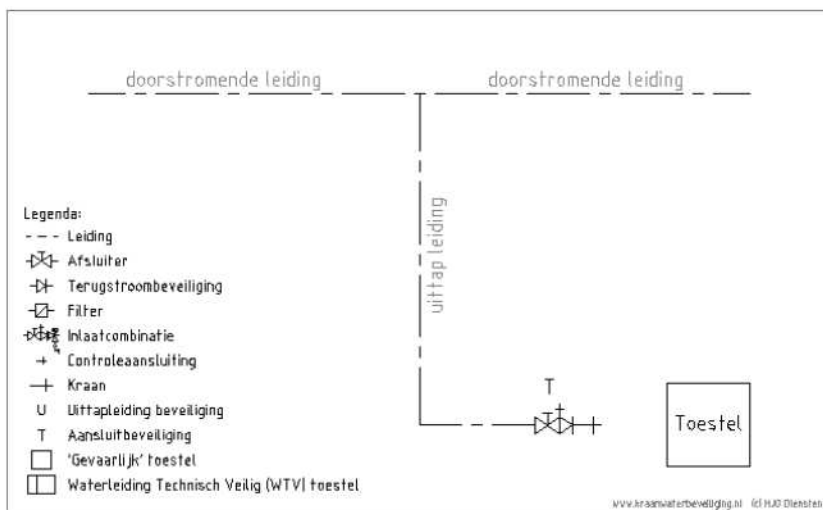 doorstromende leiding doorstromende leiding
uittap leiding
Legenda:
Leiding
Afsluiter
Terugstroombeveiliging
Filter
Inlaatcombinatie
Controleaansluiting
Kraan
U Uittapleiding beveiliging
T Aansluitbeveiliging
'Gevaarlijk' toestel
Waterleiding Technisch Veilig (WTV) toestel
T
Toestel
www.kraanwaterbeveiliging.nl (c) HJG Diensten